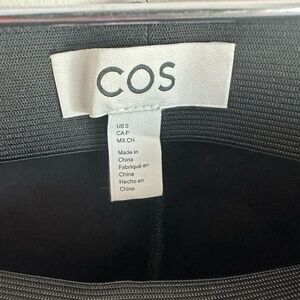 COS
US S
CA P
MX CH
Made in
China
Fabriqué en
Chine
Hecho en
China